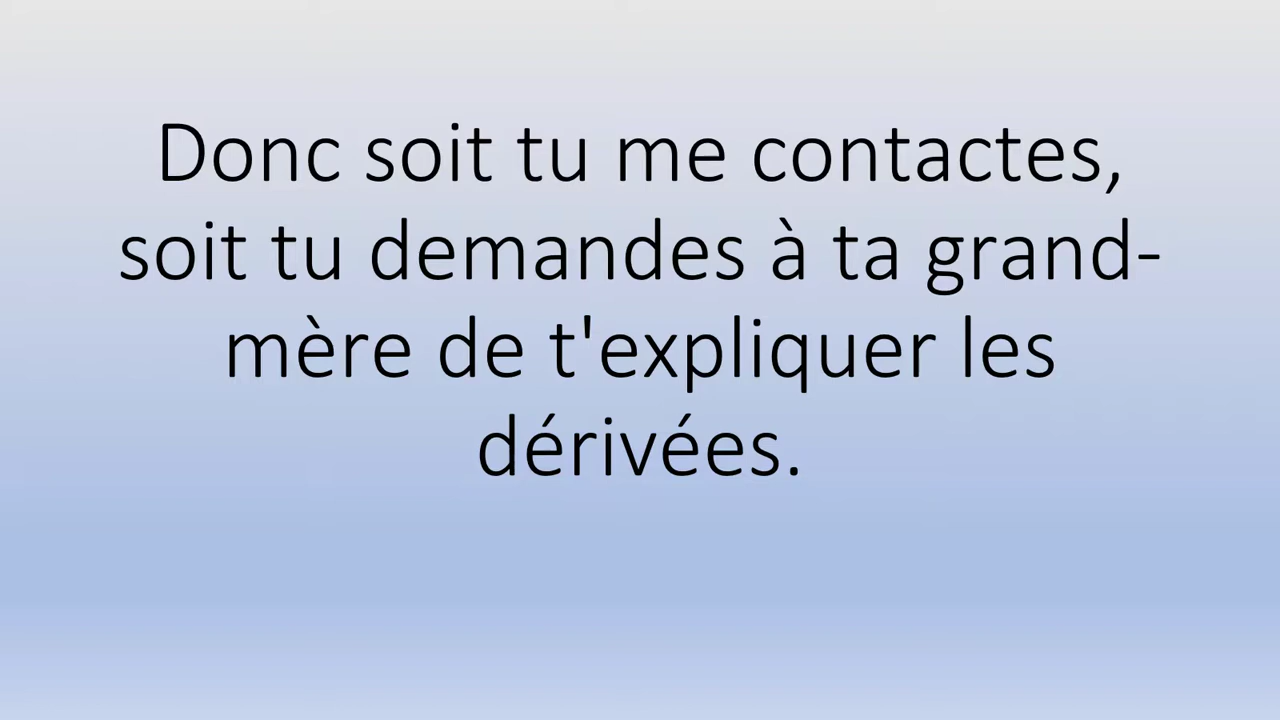 Donc soit tu me contactes,
soit tu demandes à ta grand-
mère de t'expliquer les
dérivées.